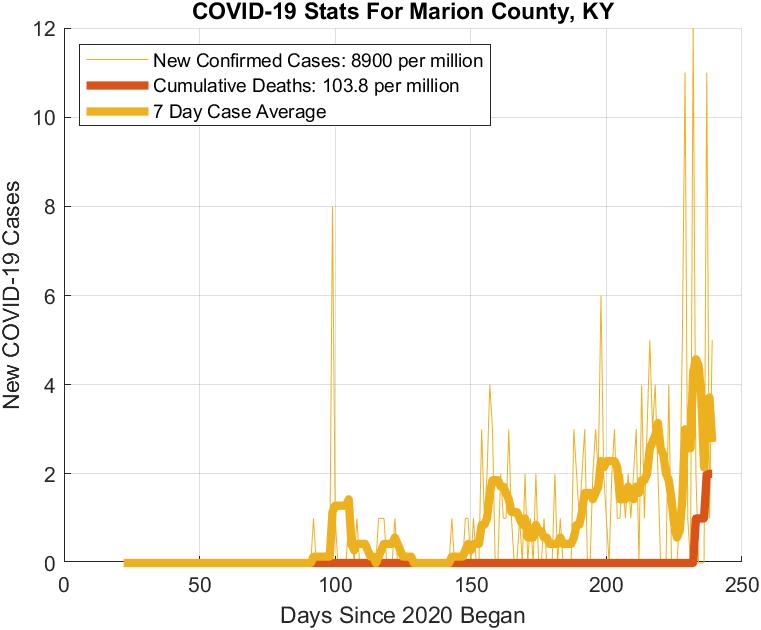 COVID-19 Stats For Marion County, KY
New Confirmed Cases: 8900 per million
Cumulative Deaths: 103.8 per million
7 Day Case Average
New COVID-19 Cases
12
10
8
6
4
2
0
0 50 100 150 200 250
Days Since 2020 Began